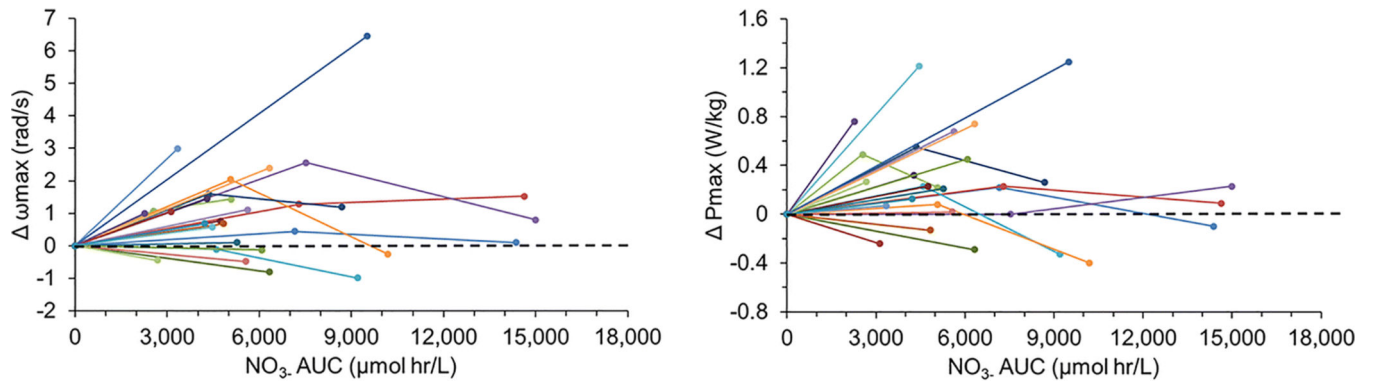 7
6
5
4
3
2
1
0
-1
-2
Δ ωmax (rad/s)
0 3,000 6,000 9,000 12,000 15,000 18,000
NO3- AUC (μmol hr/L)
1.6
1.2
0.8
0.4
0
-0.4
-0.8
Δ Pmax (W/kg)
0 3,000 6,000 9,000 12,000 15,000 18,000
NO3- AUC (μmol hr/L)